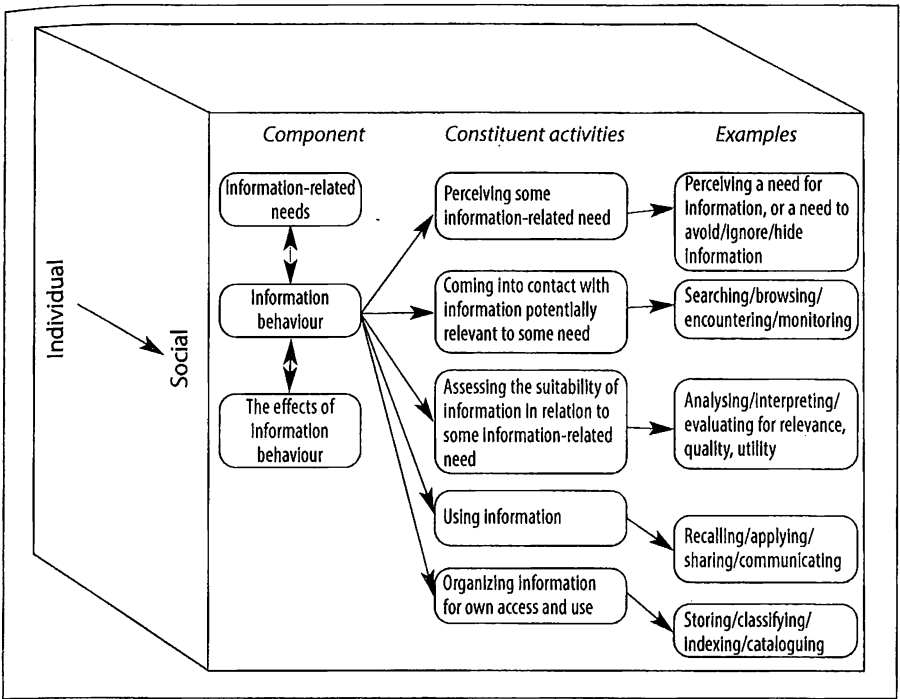 Component
Constituent activities
Examples
Individual
Social
Information-related
needs
Information
behaviour
The effects of
information
behaviour
Perceiving some
information-related need
Coming into contact with
information potentially
relevant to some need
Assessing the suitability of
information in relation to
some information-related
need
Using information
Organizing information
for own access and use
Perceiving a need for
information, or a need to
avoid/ignore/hide
information
Searching/browsing/
encountering/monitoring
Analysing/interpreting/
evaluating for relevance,
quality, utility
Recalling/applying/
sharing/communicating
Storing/classifying/
indexing/cataloguing